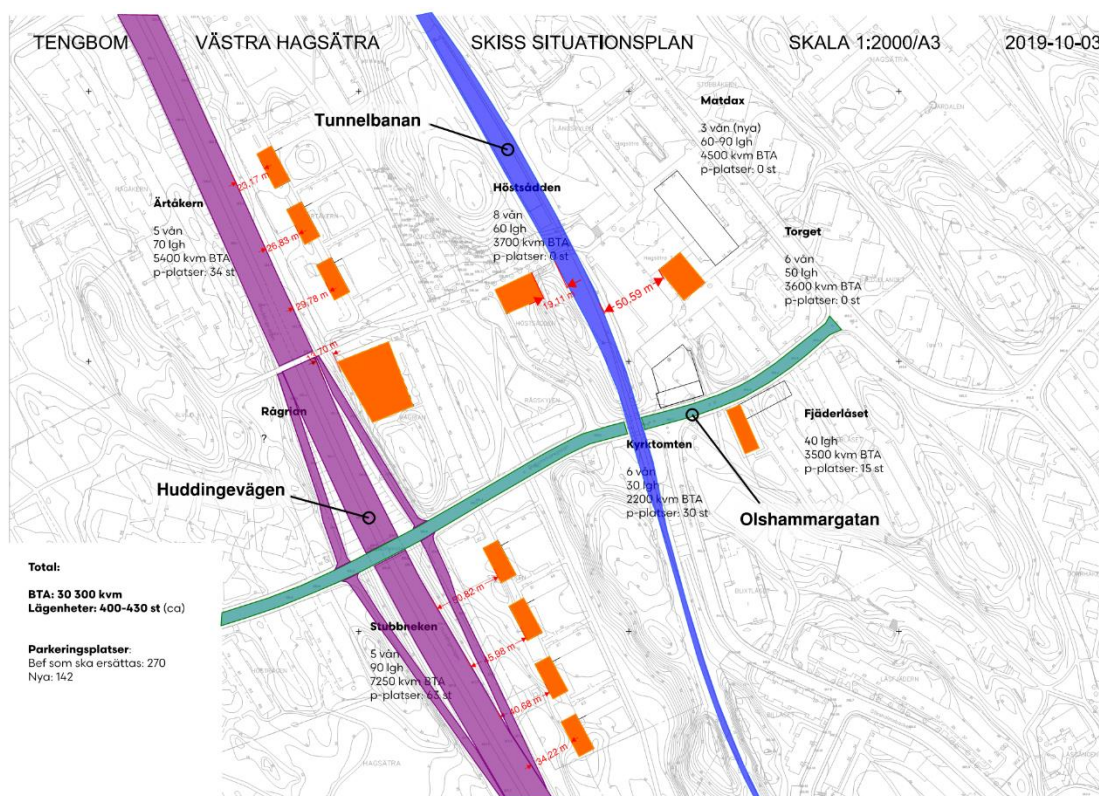 TENGBOM VÄSTRA HAGSÄTRA SKISS SITUATIONSPLAN SKALA 1:2000/A3 2019-10-03
Tunnelbanan
Matdax
3 vån (nya)
60-90 lgh
4500 kvm BTA
p-platser: 0 st
Ärtåkern
5 vån
70 lgh
5400 kvm BTA
p-platser: 34 st
23,17 m
26,83 m
29,78 m
Höstsådden
8 vån
60 lgh
3700 kvm BTA
p-platser: 0 st
19,11 m
50,59 m
Torget
6 vån
50 lgh
3600 kvm BTA
p-platser: 0 st
Rågrian
?
Huddingevägen
Kyrktomten
6 vån
30 lgh
2200 kvm BTA
p-platser: 30 st
Fjäderlåset
40 lgh
3500 kvm BTA
p-platser: 15 st
Olshammargatan
Stubbneken
5 vån
90 lgh
7250 kvm BTA
p-platser: 63 st
40,68 m
34,22 m
Total:
BTA: 30 300 kvm
Lägenheter: 400-430 st (ca)
Parkeringsplatser:
Bef som ska ersättas: 270
Nya: 142
HAGSÄTRA
HAGSÄTRA